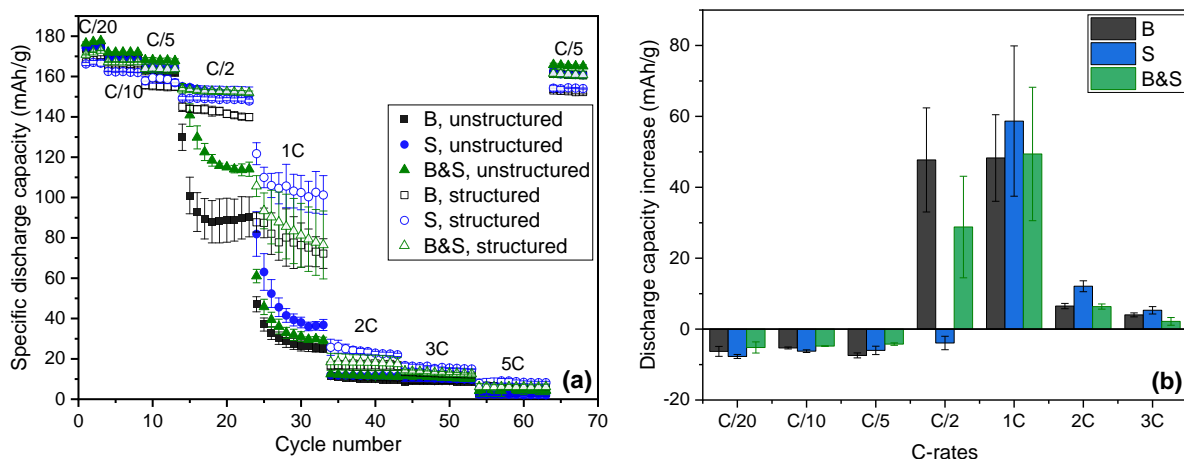 Specific discharge capacity (mAh/g)
180
160
140
120
100
80
60
40
20
0
C/20
C/10
C/5
C/2
1C
2C
3C
5C
C/5
B, unstructured
S, unstructured
B&S, unstructured
B, structured
S, structured
B&S, structured
(a)
0 10 20 30 40 50 60 70
Cycle number
Discharge capacity increase (mAh/g)
80
60
40
20
0
-20
B
S
B&S
(b)
C/20 C/10 C/5 C/2 1C 2C 3C
C-rates